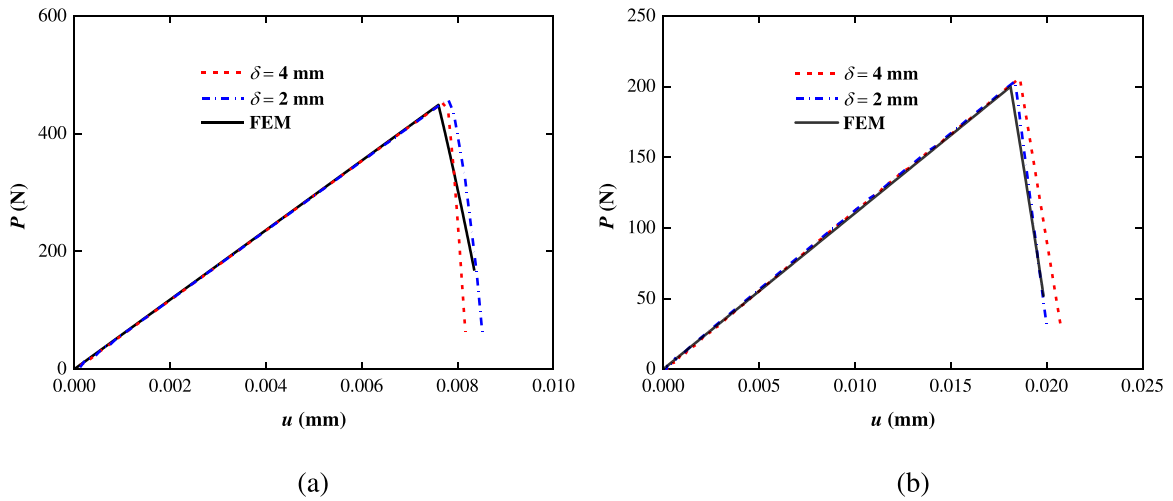 600
400
200
0
P (N)
δ = 4 mm
δ = 2 mm
FEM
0.000 0.002 0.004 0.006 0.008 0.010
u (mm)
(a)
250
200
150
100
50
0
P (N)
δ = 4 mm
δ = 2 mm
FEM
0.000 0.005 0.010 0.015 0.020 0.025
u (mm)
(b)